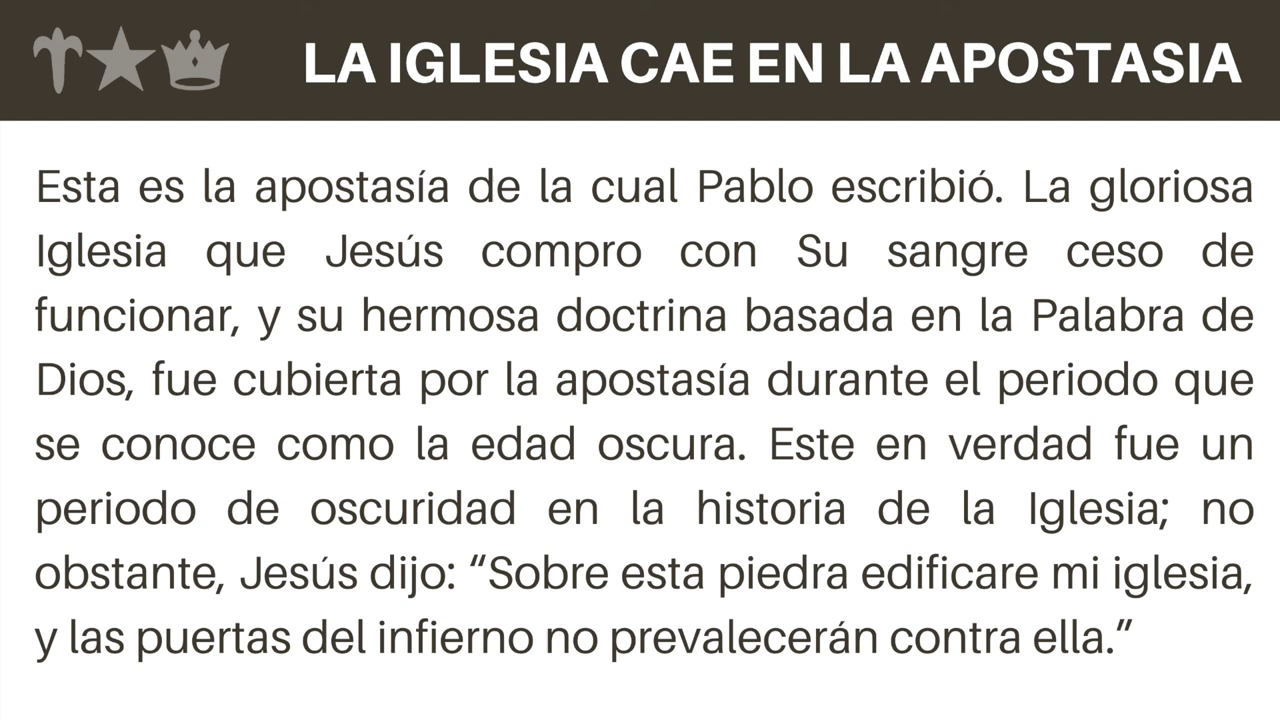 LA IGLESIA CAE EN LA APOSTASIA
Esta es la apostasía de la cual Pablo escribió. La gloriosa
Iglesia que Jesús compro con Su sangre ceso de
funcionar, y su hermosa doctrina basada en la Palabra de
Dios, fue cubierta por la apostasía durante el periodo que
se conoce como la edad oscura. Este en verdad fue un
periodo de oscuridad en la historia de la Iglesia; no
obstante, Jesús dijo: “Sobre esta piedra edificare mi iglesia,
y las puertas del infierno no prevalecerán contra ella.”